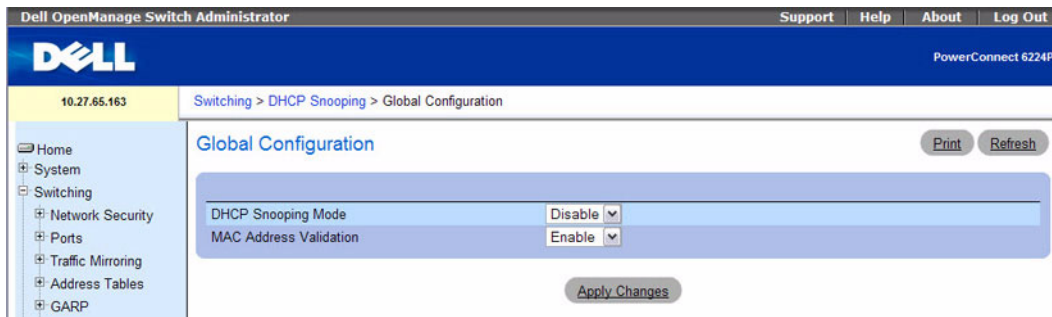 Dell OpenManage Switch Administrator
Support Help About Log Out
DELL
PowerConnect 6224P
10.27.65.163
Switching > DHCP Snooping > Global Configuration
Home
System
Switching
Network Security
Ports
Traffic Mirroring
Address Tables
GARP
Global Configuration
Print Refresh
DHCP Snooping Mode Disable
MAC Address Validation Enable
Apply Changes